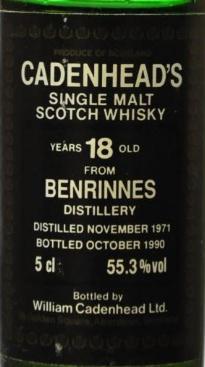 PRODUCE OF SCOTLAND
CADENHEAD'S
SINGLE MALT
SCOTCH WHISKY
YEARS 18 OLD
FROM
BENRINNES
DISTILLERY
DISTILLED NOVEMBER 1971
BOTTLED OCTOBER 1990
5 cl 55.3%vol
Bottled by
William Cadenhead Ltd.